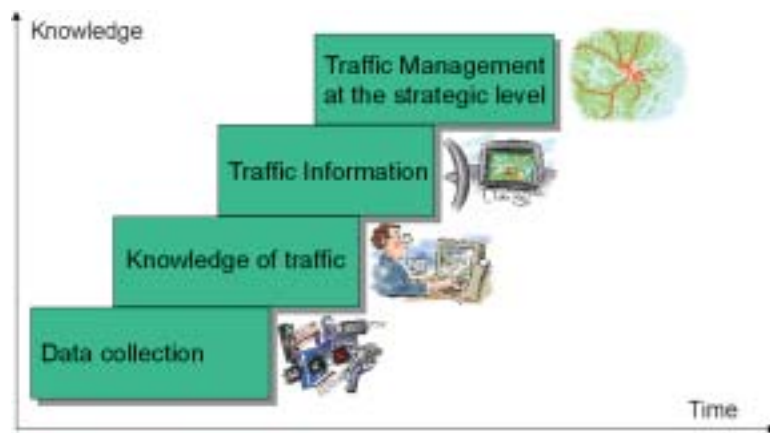 Knowledge
Traffic Management
at the strategic level
Traffic Information
Knowledge of traffic
Data collection
Time